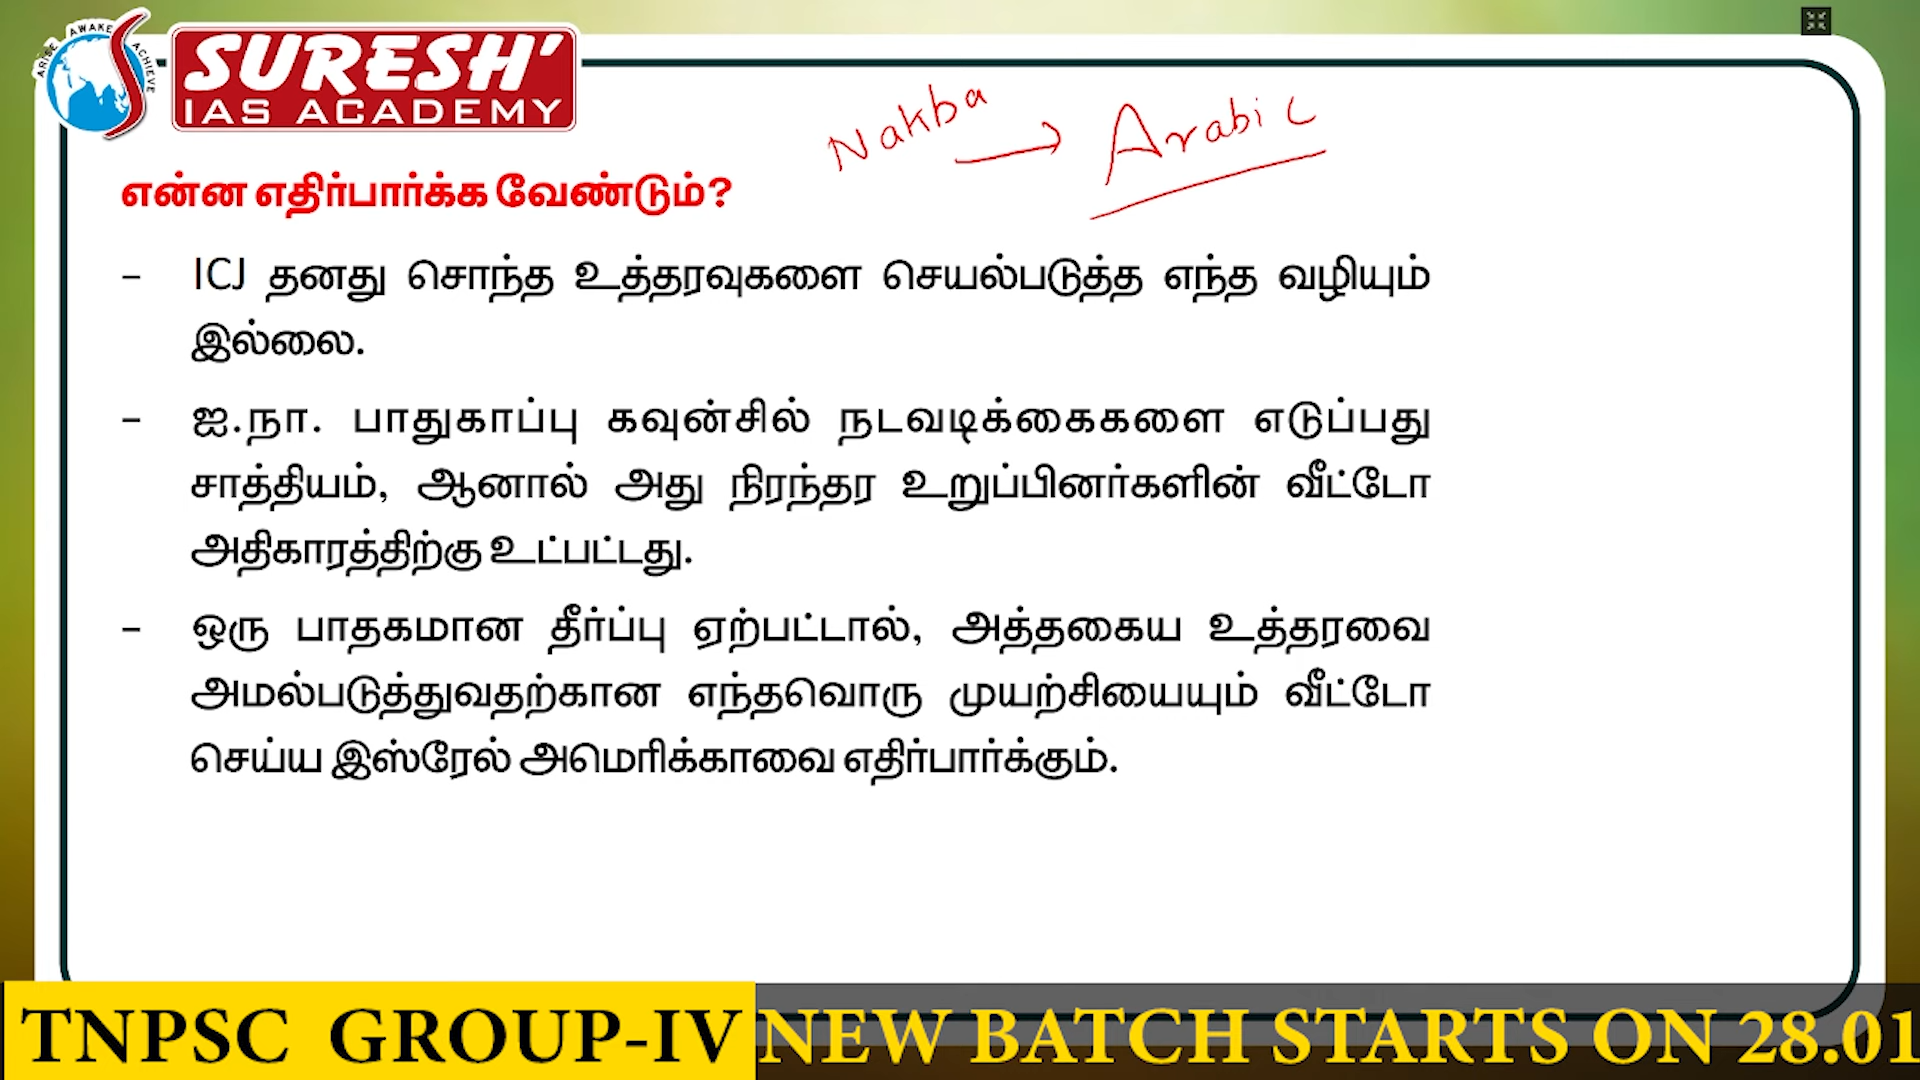 ARISE AWAKE ACHIEVE
SURESH'
IAS ACADEMY
Nakba → Arabic
என்ன எதிர்பார்க்க வேண்டும்?
– ICJ தனது சொந்த உத்தரவுகளை செயல்படுத்த எந்த வழியும்
இல்லை.
– ஐ.நா. பாதுகாப்பு கவுன்சில் நடவடிக்கைகளை எடுப்பது
சாத்தியம், ஆனால் அது நிரந்தர உறுப்பினர்களின் வீட்டோ
அதிகாரத்திற்கு உட்பட்டது.
– ஒரு பாதகமான தீர்ப்பு ஏற்பட்டால், அத்தகைய உத்தரவை
அமல்படுத்துவதற்கான எந்தவொரு முயற்சியையும் வீட்டோ
செய்ய இஸ்ரேல் அமெரிக்காவை எதிர்பார்க்கும்.
TNPSC GROUP-IV NEW BATCH STARTS ON 28.01